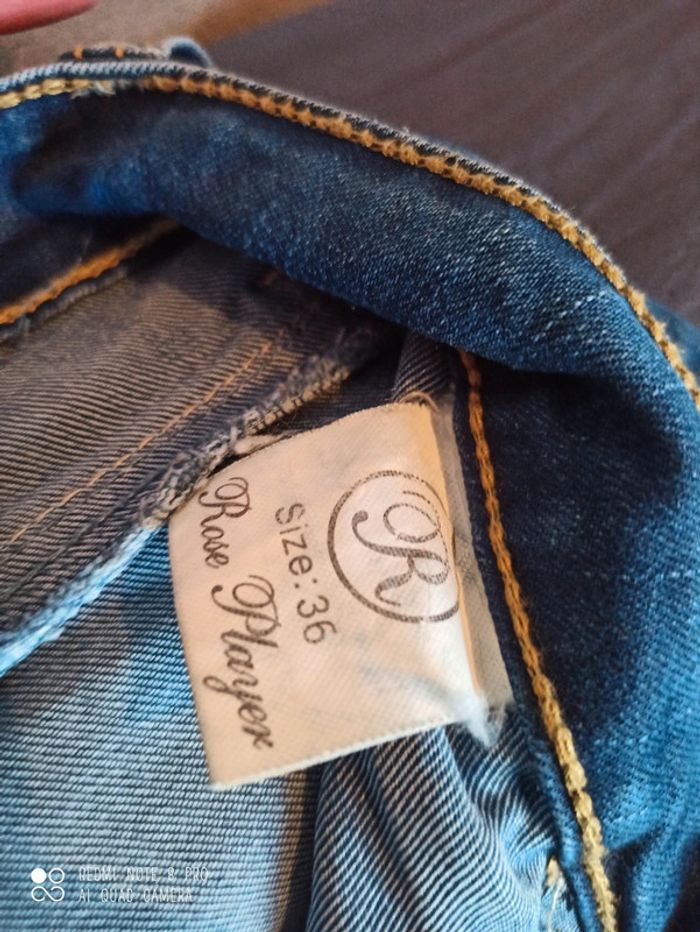 R
Size:36
Rose Player
REDMI NOTE 8 PRO
AI QUAD CAMERA